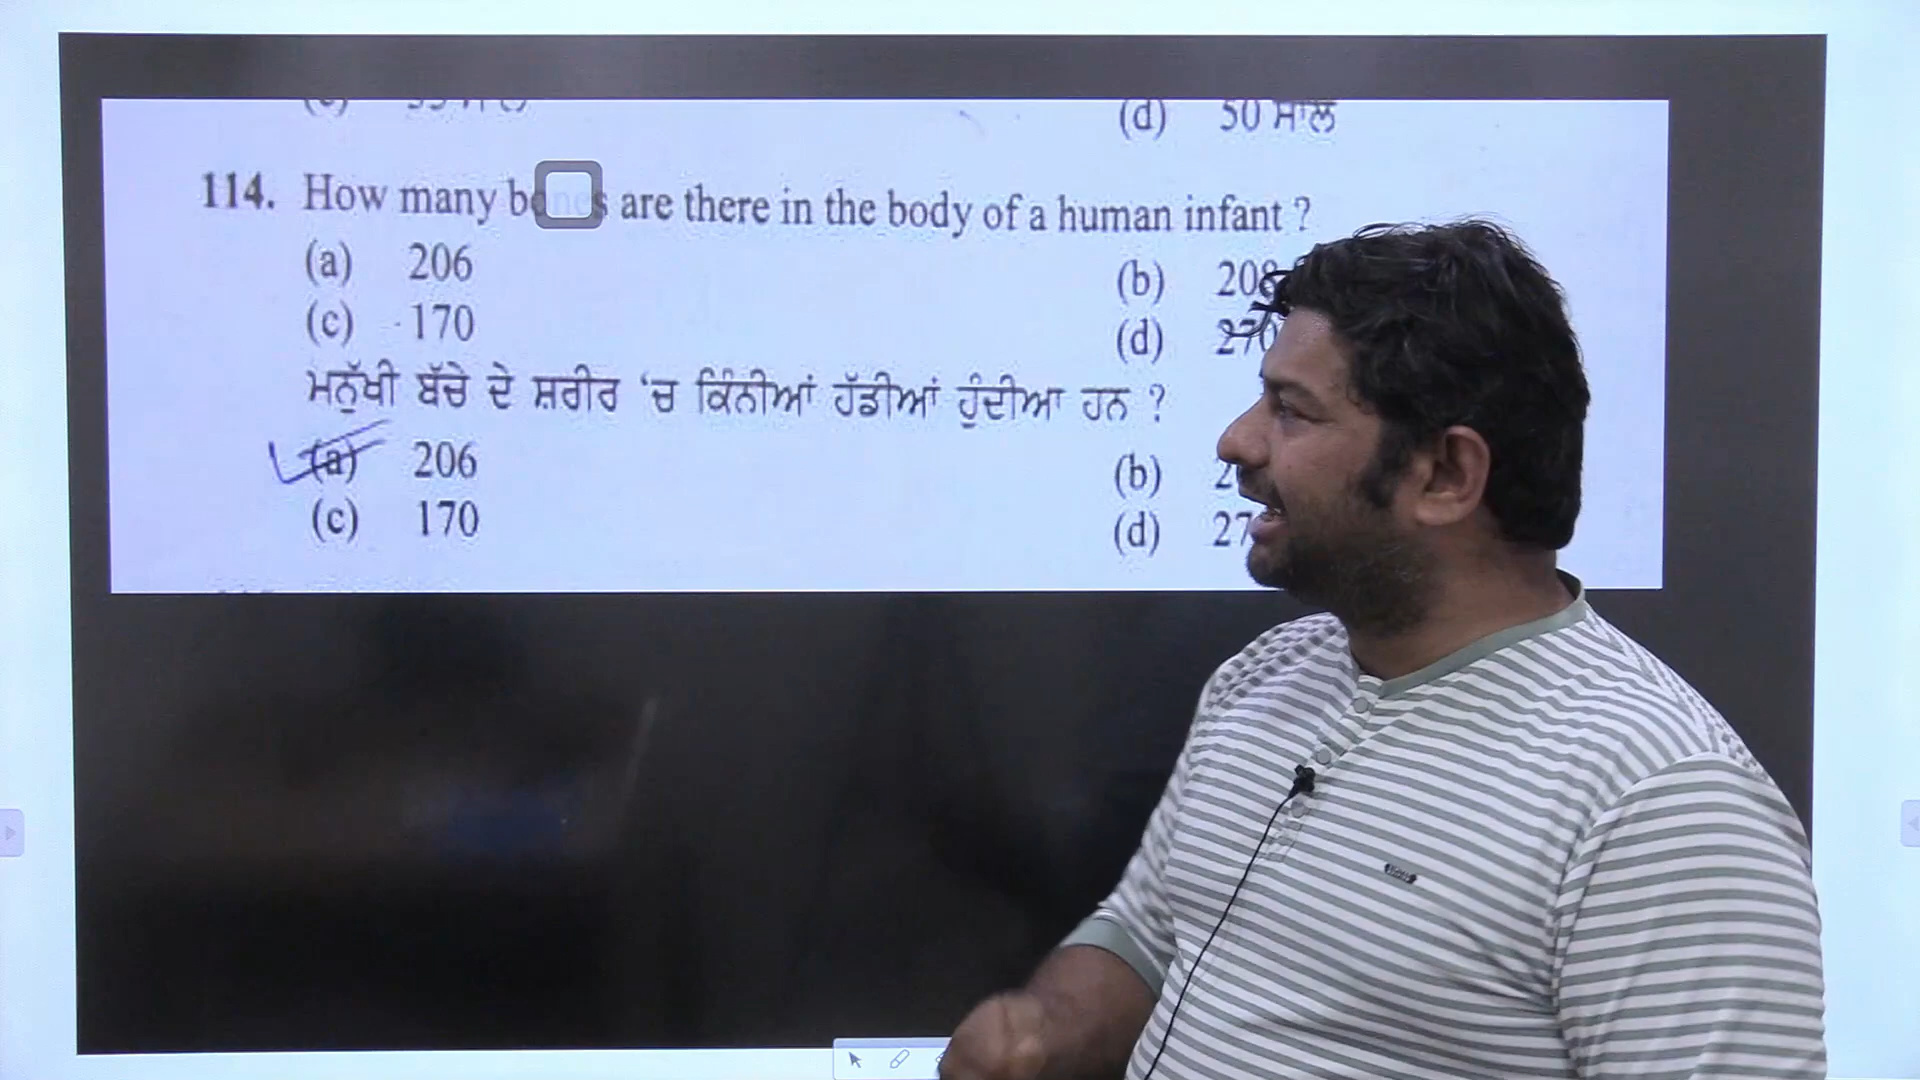 (d) 50 ਸਾਲ
114. How many bones are there in the body of a human infant ?
(a) 206 (b) 208
(c) 170 (d) 270
ਮਨੁੱਖੀ ਬੱਚੇ ਦੇ ਸ਼ਰੀਰ ‘ਚ ਕਿੰਨੀਆਂ ਹੱਡੀਆਂ ਹੁੰਦੀਆ ਹਨ ?
(a) 206 (b)
(c) 170 (d)